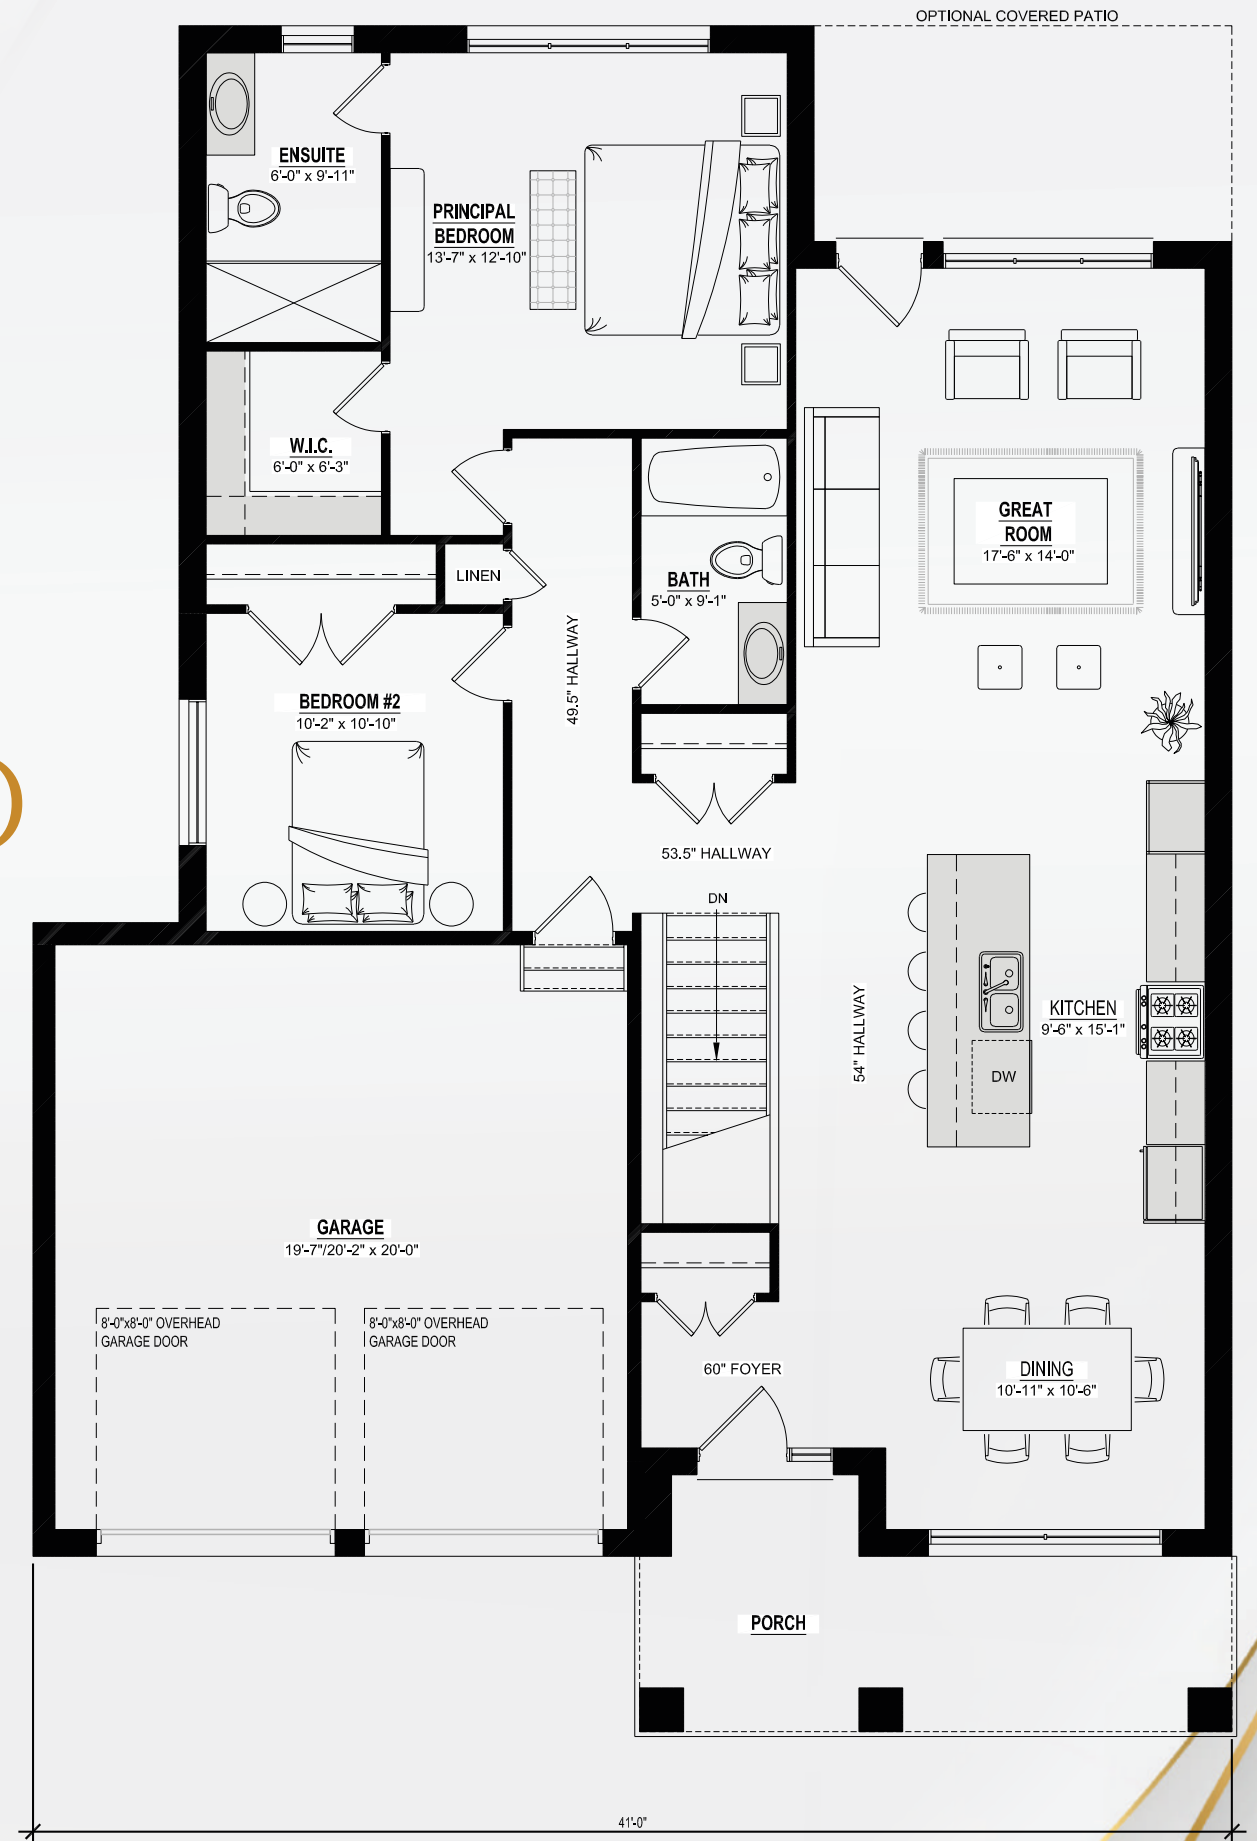 OPTIONAL COVERED PATIO
ENSUITE
6'-0" x 9'-11"
PRINCIPAL
BEDROOM
13'-7" x 12'-10"
W.I.C.
6'-0" x 6'-3"
GREAT
ROOM
17'-6" x 14'-0"
LINEN
BATH
5'-0" x 9'-1"
49.5" HALLWAY
BEDROOM #2
10'-2" x 10'-10"
53.5" HALLWAY
DN
KITCHEN
9'-6" x 15'-1"
54" HALLWAY
DW
GARAGE
19'-7"/20'-2" x 20'-0"
8'-0"x8'-0" OVERHEAD
GARAGE DOOR
8'-0"x8'-0" OVERHEAD
GARAGE DOOR
60" FOYER
DINING
10'-11" x 10'-6"
PORCH
41'-0"